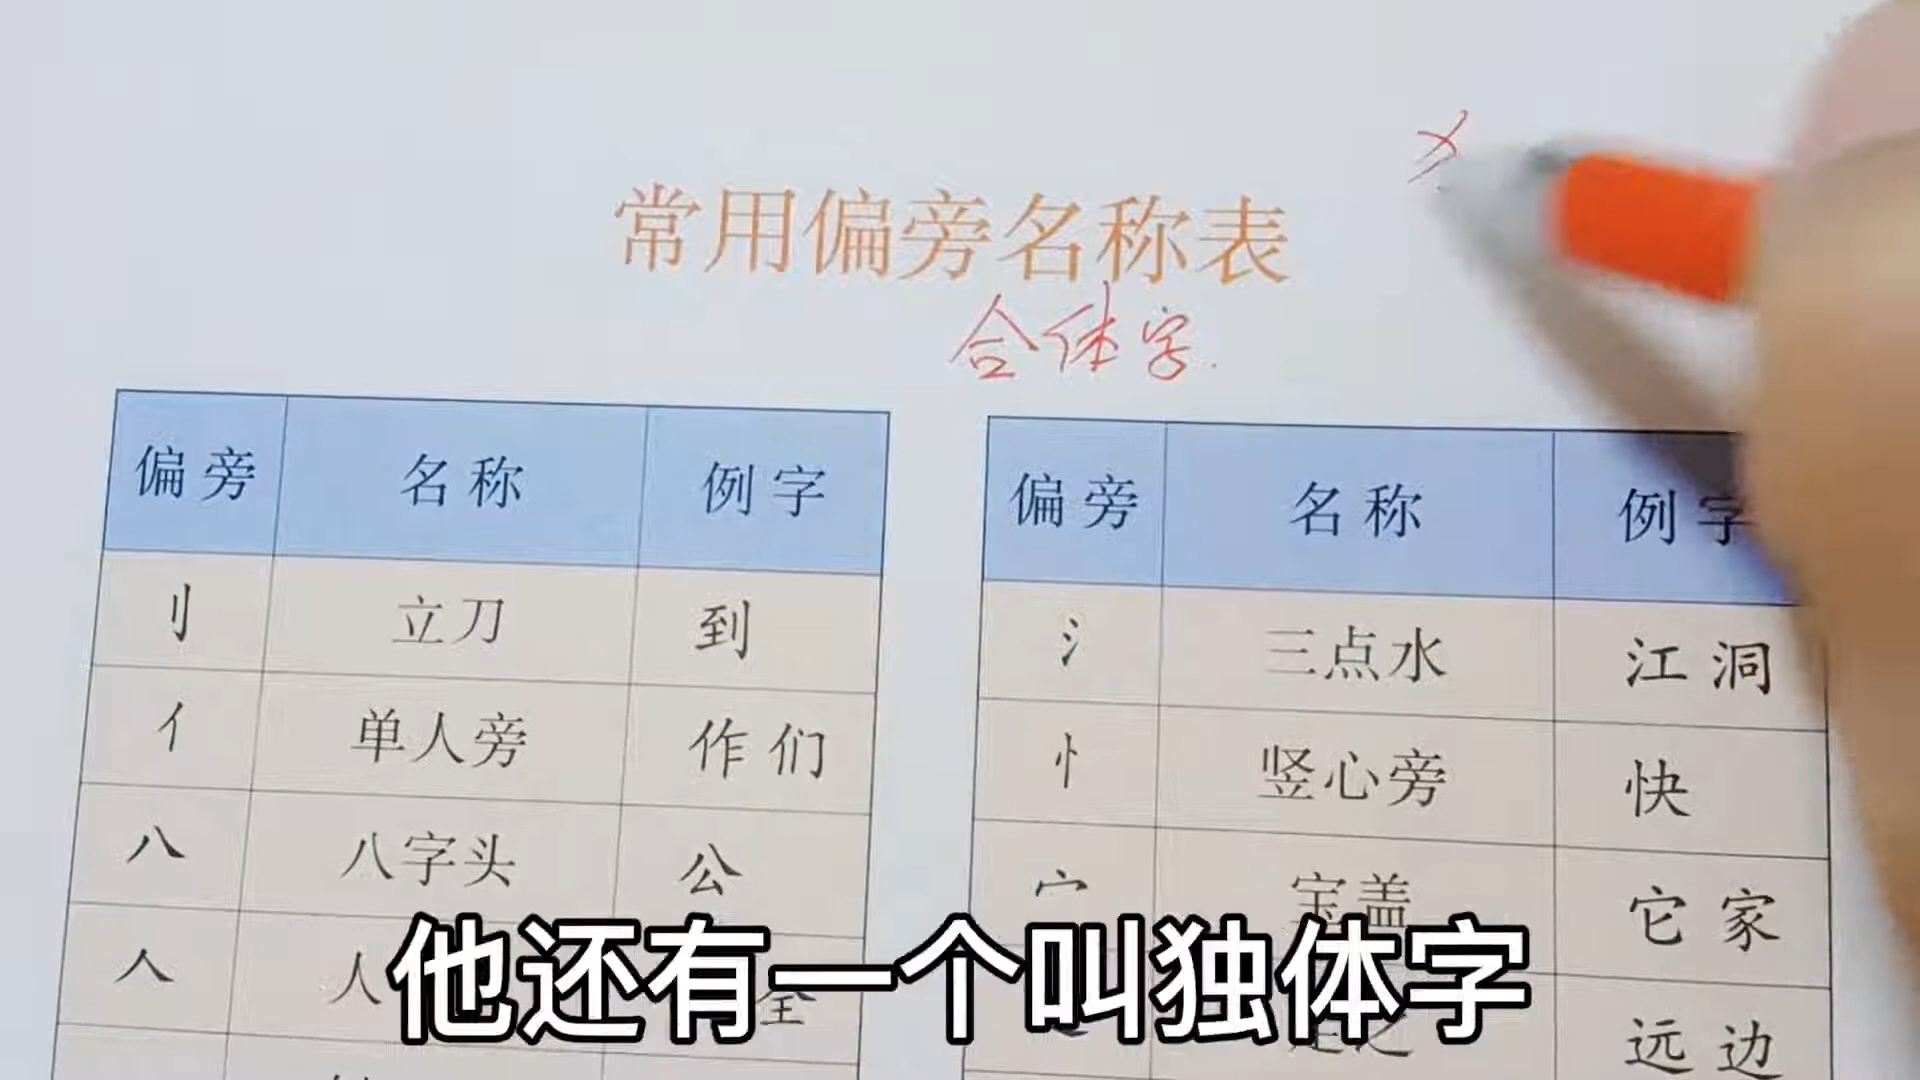 常用偏旁名称表
合体字
偏旁 名称 例字
刂 立刀 到
亻 单人旁 作们
八 八字头 公
人 人 全
偏旁 名称 例字
氵 三点水 江洞
忄 竖心旁 快
宀 宝盖 它家
远边
他还有一个叫独体字